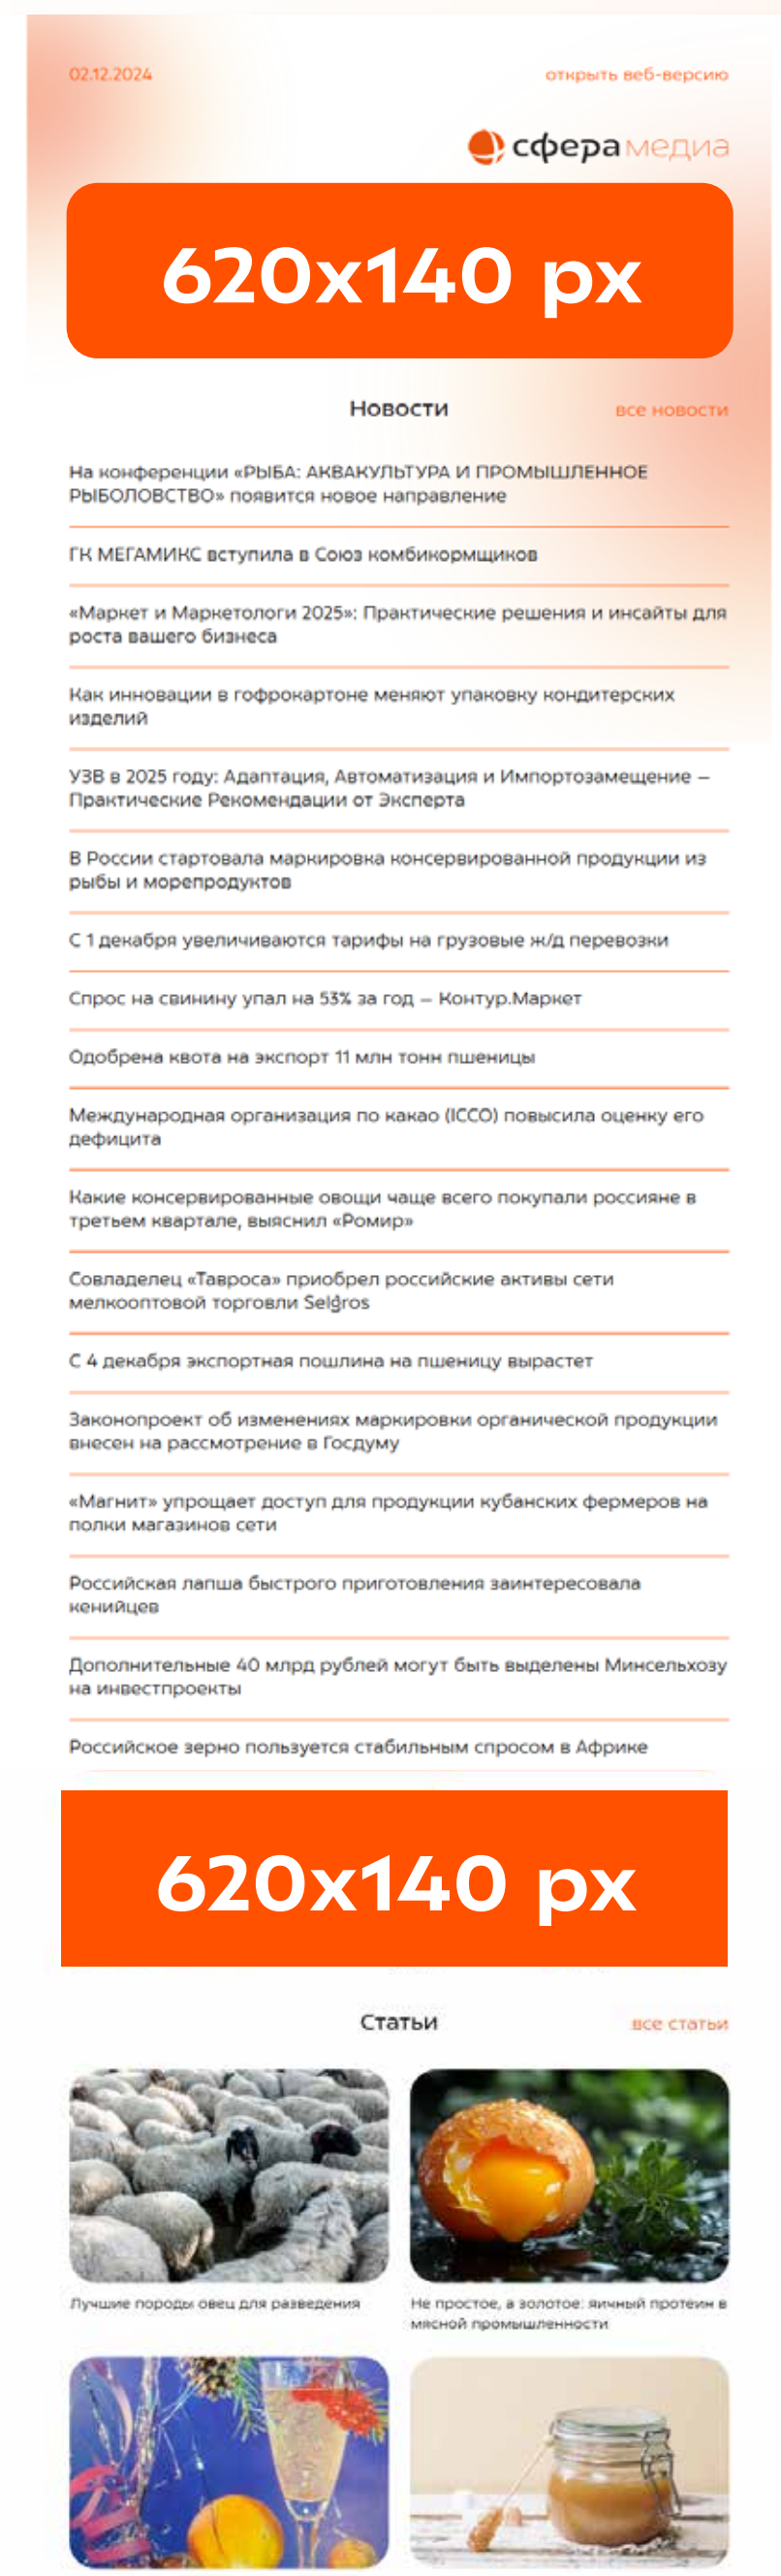 02.12.2024
открыть веб-версию
сфера медиа
620x140 px
Новости
все новости
На конференции «РЫБА: АКВАКУЛЬТУРА И ПРОМЫШЛЕННОЕ
РЫБОЛОВСТВО» появится новое направление
ГК МЕГАМИКС вступила в Союз комбикормщиков
«Маркет и Маркетологи 2025»: Практические решения и инсайты для
роста вашего бизнеса
Как инновации в гофрокартоне меняют упаковку кондитерских
изделий
УЗВ в 2025 году: Адаптация, Автоматизация и Импортозамещение –
Практические Рекомендации от Эксперта
В России стартовала маркировка консервированной продукции из
рыбы и морепродуктов
С 1 декабря увеличиваются тарифы на грузовые ж/д перевозки
Спрос на свинину упал на 53% за год – Контур.Маркет
Одобрена квота на экспорт 11 млн тонн пшеницы
Международная организация по какао (ICCO) повысила оценку его
дефицита
Какие консервированные овощи чаще всего покупали россияне в
третьем квартале, выяснил «Ромир»
Совладелец «Тавроса» приобрел российские активы сети
мелкооптовой торговли Selgros
С 4 декабря экспортная пошлина на пшеницу вырастет
Законопроект об изменениях маркировки органической продукции
внесен на рассмотрение в Госдуму
«Магнит» упрощает доступ для продукции кубанских фермеров на
полки магазинов сети
Российская лапша быстрого приготовления заинтересовала
кенийцев
Дополнительные 40 млрд рублей могут быть выделены Минсельхозу
на инвестпроекты
Российское зерно пользуется стабильным спросом в Африке
620x140 px
Статьи
все статьи
Лучшие породы овец для разведения
Не простое, а золотое: яичный протеин в
мясной промышленности